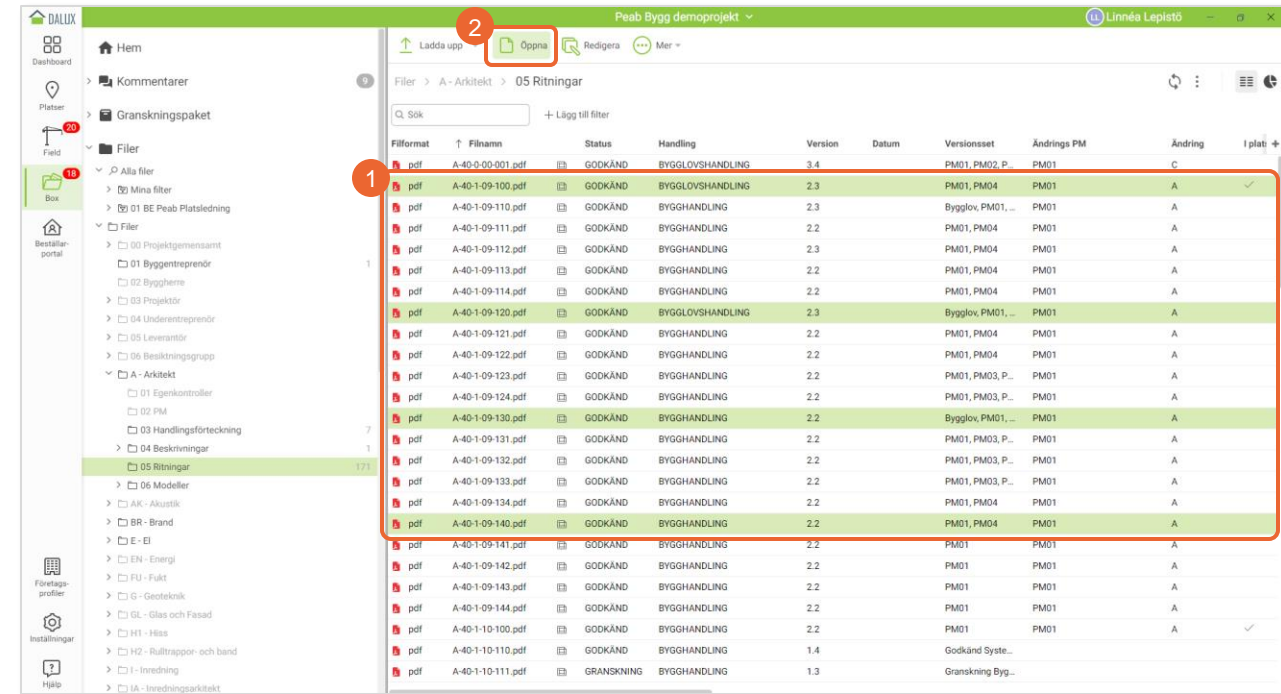 DALUX
Peab Bygg demoprojekt
LL Linnéa Lepistö
2
Dashboard
Platser
20
Field
18
Box
Beställar-
portal
Företags-
profiler
Inställningar
Hjälp
Hem
Kommentarer 9
Granskningspaket
Filer
Alla filer
Mina filter
01 BE Peab Platsledning
Filer
00 Projektgemensamt
01 Byggentreprenör 1
02 Byggherre
03 Projektör
04 Underentreprenör
05 Leverantör
06 Besiktningsgrupp
A - Arkitekt
01 Egenkontroller
02 PM
03 Handlingsförteckning 7
04 Beskrivningar 1
05 Ritningar 171
06 Modeller
AK - Akustik
BR - Brand
E - El
EN - Energi
FU - Fukt
G - Geoteknik
GL - Glas och Fasad
H1 - Hiss
H2 - Rulltrappor- och band
I - Inredning
IA - Inredningsarkitekt
Ladda upp Öppna Redigera Mer
Filer > A - Arkitekt > 05 Ritningar
Sök + Lägg till filter
Filformat ↑ Filnamn Status Handling Version Datum Versionsset Ändrings PM Ändring I plats +
pdf A-40-0-00-001.pdf GODKÄND BYGGLOVSHANDLING 3.4 PM01, PM02, P... PM01 C
1
pdf A-40-1-09-100.pdf GODKÄND BYGGLOVSHANDLING 2.3 PM01, PM04 PM01 A
pdf A-40-1-09-110.pdf GODKÄND BYGGHANDLING 2.3 Bygglov, PM01, ... PM01 A
pdf A-40-1-09-111.pdf GODKÄND BYGGHANDLING 2.2 PM01, PM04 PM01 A
pdf A-40-1-09-112.pdf GODKÄND BYGGHANDLING 2.3 PM01, PM04 PM01 A
pdf A-40-1-09-113.pdf GODKÄND BYGGHANDLING 2.2 PM01, PM04 PM01 A
pdf A-40-1-09-114.pdf GODKÄND BYGGHANDLING 2.2 PM01, PM04 PM01 A
pdf A-40-1-09-120.pdf GODKÄND BYGGLOVSHANDLING 2.3 Bygglov, PM01, ... PM01 A
pdf A-40-1-09-121.pdf GODKÄND BYGGHANDLING 2.2 PM01, PM04 PM01 A
pdf A-40-1-09-122.pdf GODKÄND BYGGHANDLING 2.2 PM01, PM04 PM01 A
pdf A-40-1-09-123.pdf GODKÄND BYGGHANDLING 2.2 PM01, PM03, P... PM01 A
pdf A-40-1-09-124.pdf GODKÄND BYGGHANDLING 2.2 PM01, PM03, P... PM01 A
pdf A-40-1-09-130.pdf GODKÄND BYGGHANDLING 2.2 Bygglov, PM01, ... PM01 A
pdf A-40-1-09-131.pdf GODKÄND BYGGHANDLING 2.2 PM01, PM03, P... PM01 A
pdf A-40-1-09-132.pdf GODKÄND BYGGHANDLING 2.2 PM01, PM03, P... PM01 A
pdf A-40-1-09-133.pdf GODKÄND BYGGHANDLING 2.2 PM01, PM03, P... PM01 A
pdf A-40-1-09-134.pdf GODKÄND BYGGHANDLING 2.2 PM01, PM04 PM01 A
pdf A-40-1-09-140.pdf GODKÄND BYGGHANDLING 2.2 PM01, PM04 PM01 A
pdf A-40-1-09-141.pdf GODKÄND BYGGHANDLING 2.2 PM01 PM01 A
pdf A-40-1-09-142.pdf GODKÄND BYGGHANDLING 2.2 PM01 PM01 A
pdf A-40-1-09-143.pdf GODKÄND BYGGHANDLING 2.2 PM01 PM01 A
pdf A-40-1-09-144.pdf GODKÄND BYGGHANDLING 2.2 PM01 PM01 A
pdf A-40-1-10-100.pdf GODKÄND BYGGHANDLING 2.2 PM01 PM01 A
pdf A-40-1-10-110.pdf GODKÄND BYGGHANDLING 1.4 Godkänd Syste...
pdf A-40-1-10-111.pdf GRANSKNING BYGGHANDLING 1.3 Granskning Byg...